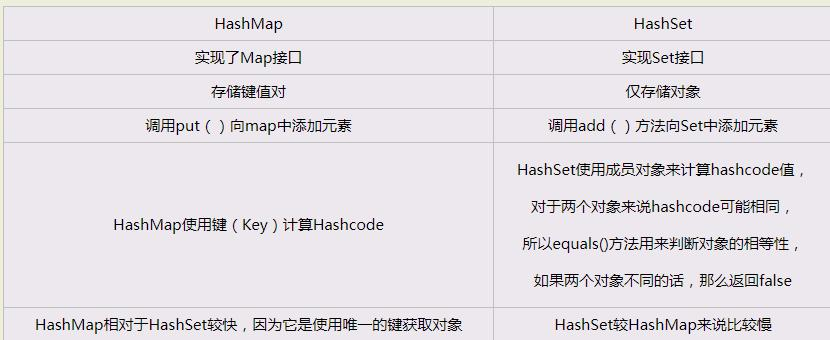 HashMap
HashSet
实现了Map接口
实现Set接口
存储键值对
仅存储对象
调用put（）向map中添加元素
调用add（）方法向Set中添加元素
HashMap使用键（Key）计算Hashcode
HashSet使用成员对象来计算hashcode值，
对于两个对象来说hashcode可能相同，
所以equals()方法用来判断对象的相等性，
如果两个对象不同的话，那么返回false
HashMap相对于HashSet较快，因为它是使用唯一的键获取对象
HashSet较HashMap来说比较慢